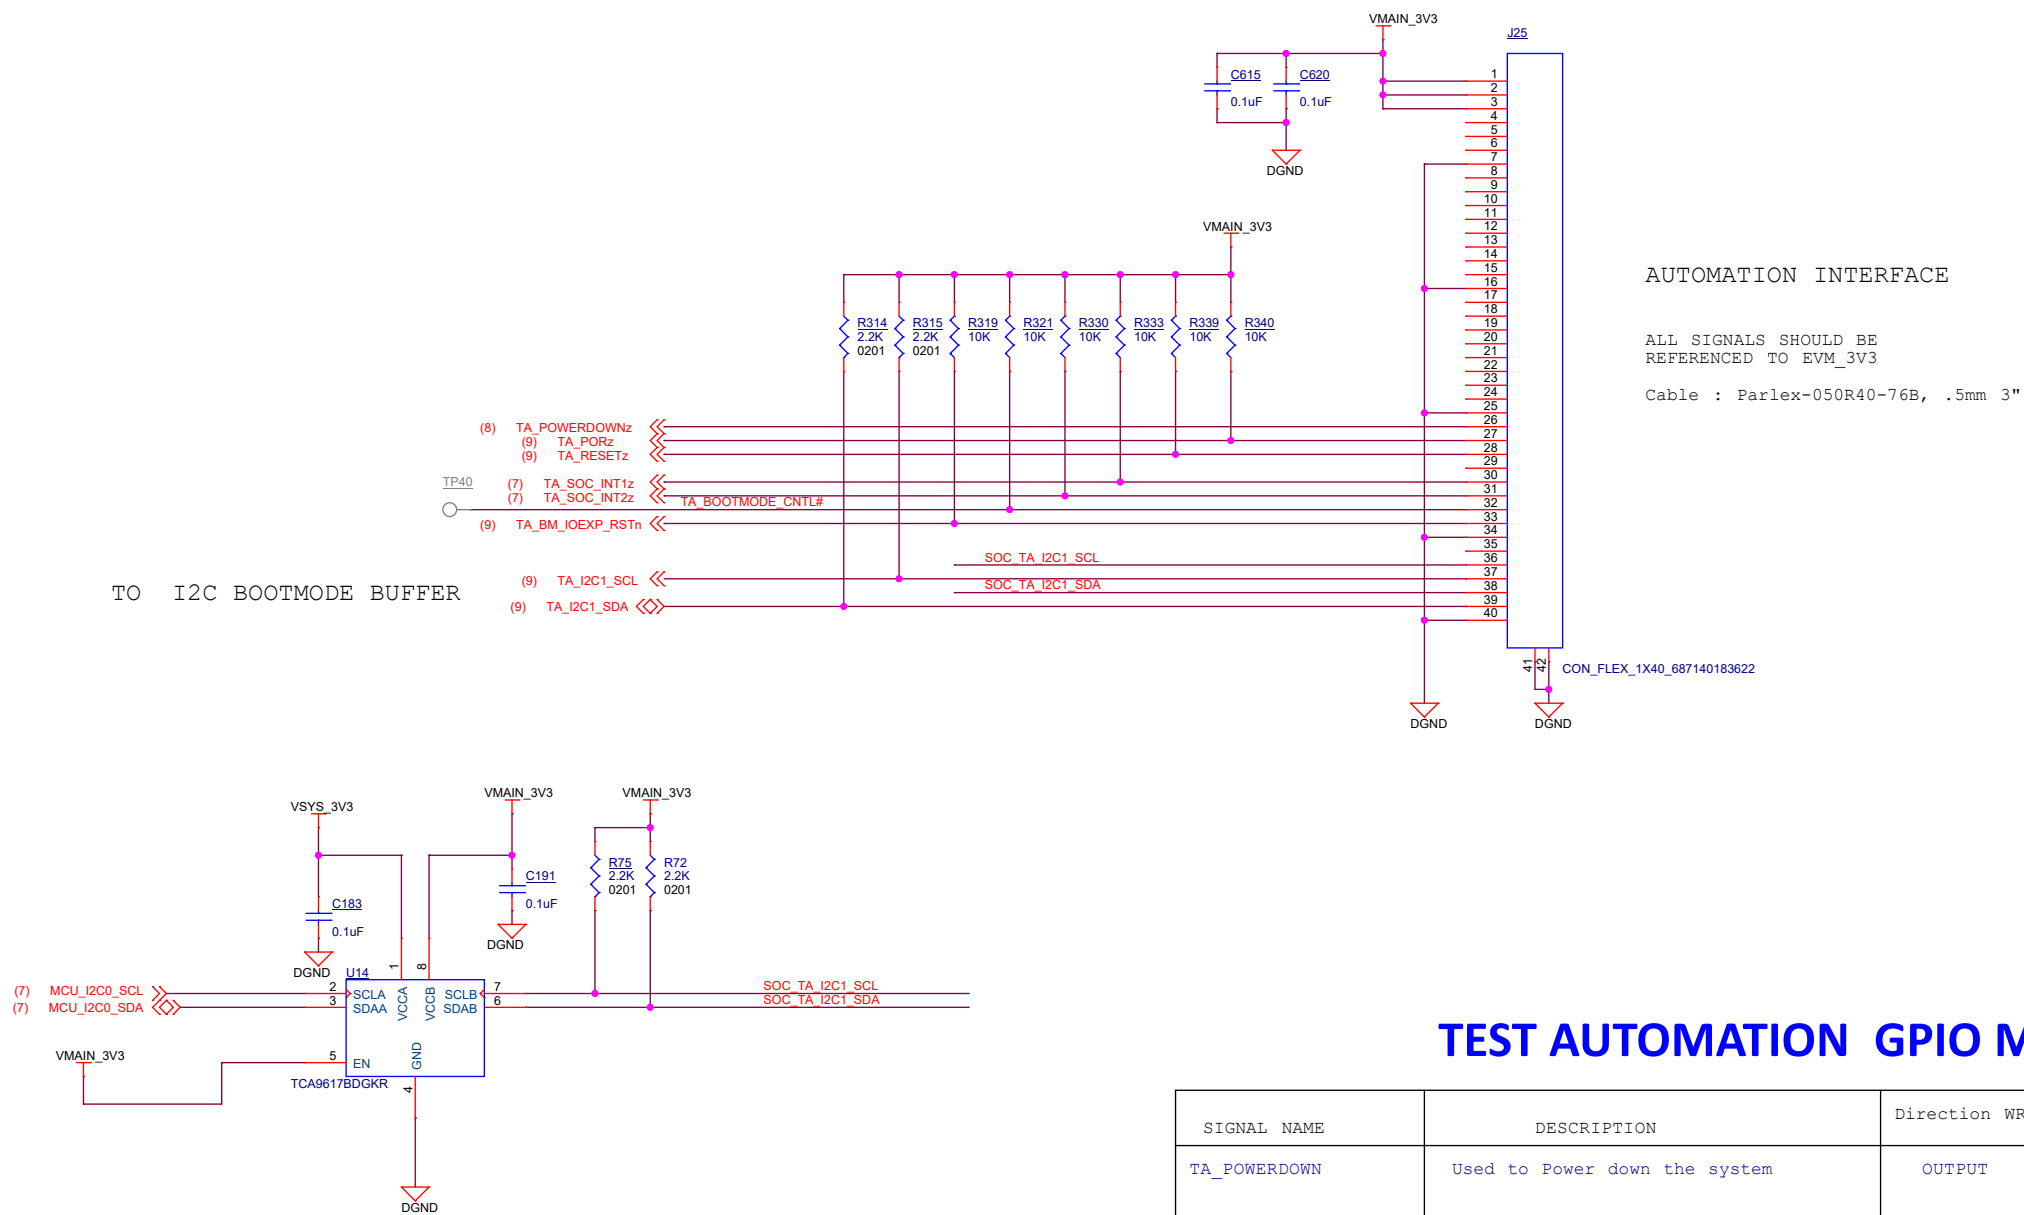 VMAIN_3V3
J25
C615
0.1uF
C620
0.1uF
DGND
1
2
3
4
5
6
7
8
9
10
11
12
13
14
15
16
17
18
19
20
21
22
23
24
25
26
27
28
29
30
31
32
33
34
35
36
37
38
39
40
41
42
CON_FLEX_1X40_687140183622
DGND
DGND
AUTOMATION INTERFACE
ALL SIGNALS SHOULD BE
REFERENCED TO EVM_3V3
Cable : Parlex-050R40-76B, .5mm 3"
VMAIN_3V3
R314
2.2K
0201
R315
2.2K
0201
R319
10K
R321
10K
R330
10K
R333
10K
R339
10K
R340
10K
(8) TA_POWERDOWNz
(9) TA_PORz
(9) TA_RESETz
TP40
(7) TA_SOC_INT1z
(7) TA_SOC_INT2z
TA_BOOTMODE_CNTL#
(9) TA_BM_IOEXP_RSTn
SOC_TA_I2C1_SCL
(9) TA_I2C1_SCL
SOC_TA_I2C1_SDA
(9) TA_I2C1_SDA
TO I2C BOOTMODE BUFFER
VSYS_3V3
VMAIN_3V3
VMAIN_3V3
C183
0.1uF
DGND
C191
0.1uF
DGND
R75
2.2K
0201
R72
2.2K
0201
U14
1
8
(7) MCU_I2C0_SCL
(7) MCU_I2C0_SDA
2
3
SCLA
SDAA
VCCA
VCCB
SCLB
SDAB
7
6
SOC_TA_I2C1_SCL
SOC_TA_I2C1_SDA
VMAIN_3V3
5
EN
GND
TCA9617BDGKR
4
DGND
TEST AUTOMATION GPIO M
SIGNAL NAME
DESCRIPTION
Direction WR
TA_POWERDOWN
Used to Power down the system
OUTPUT